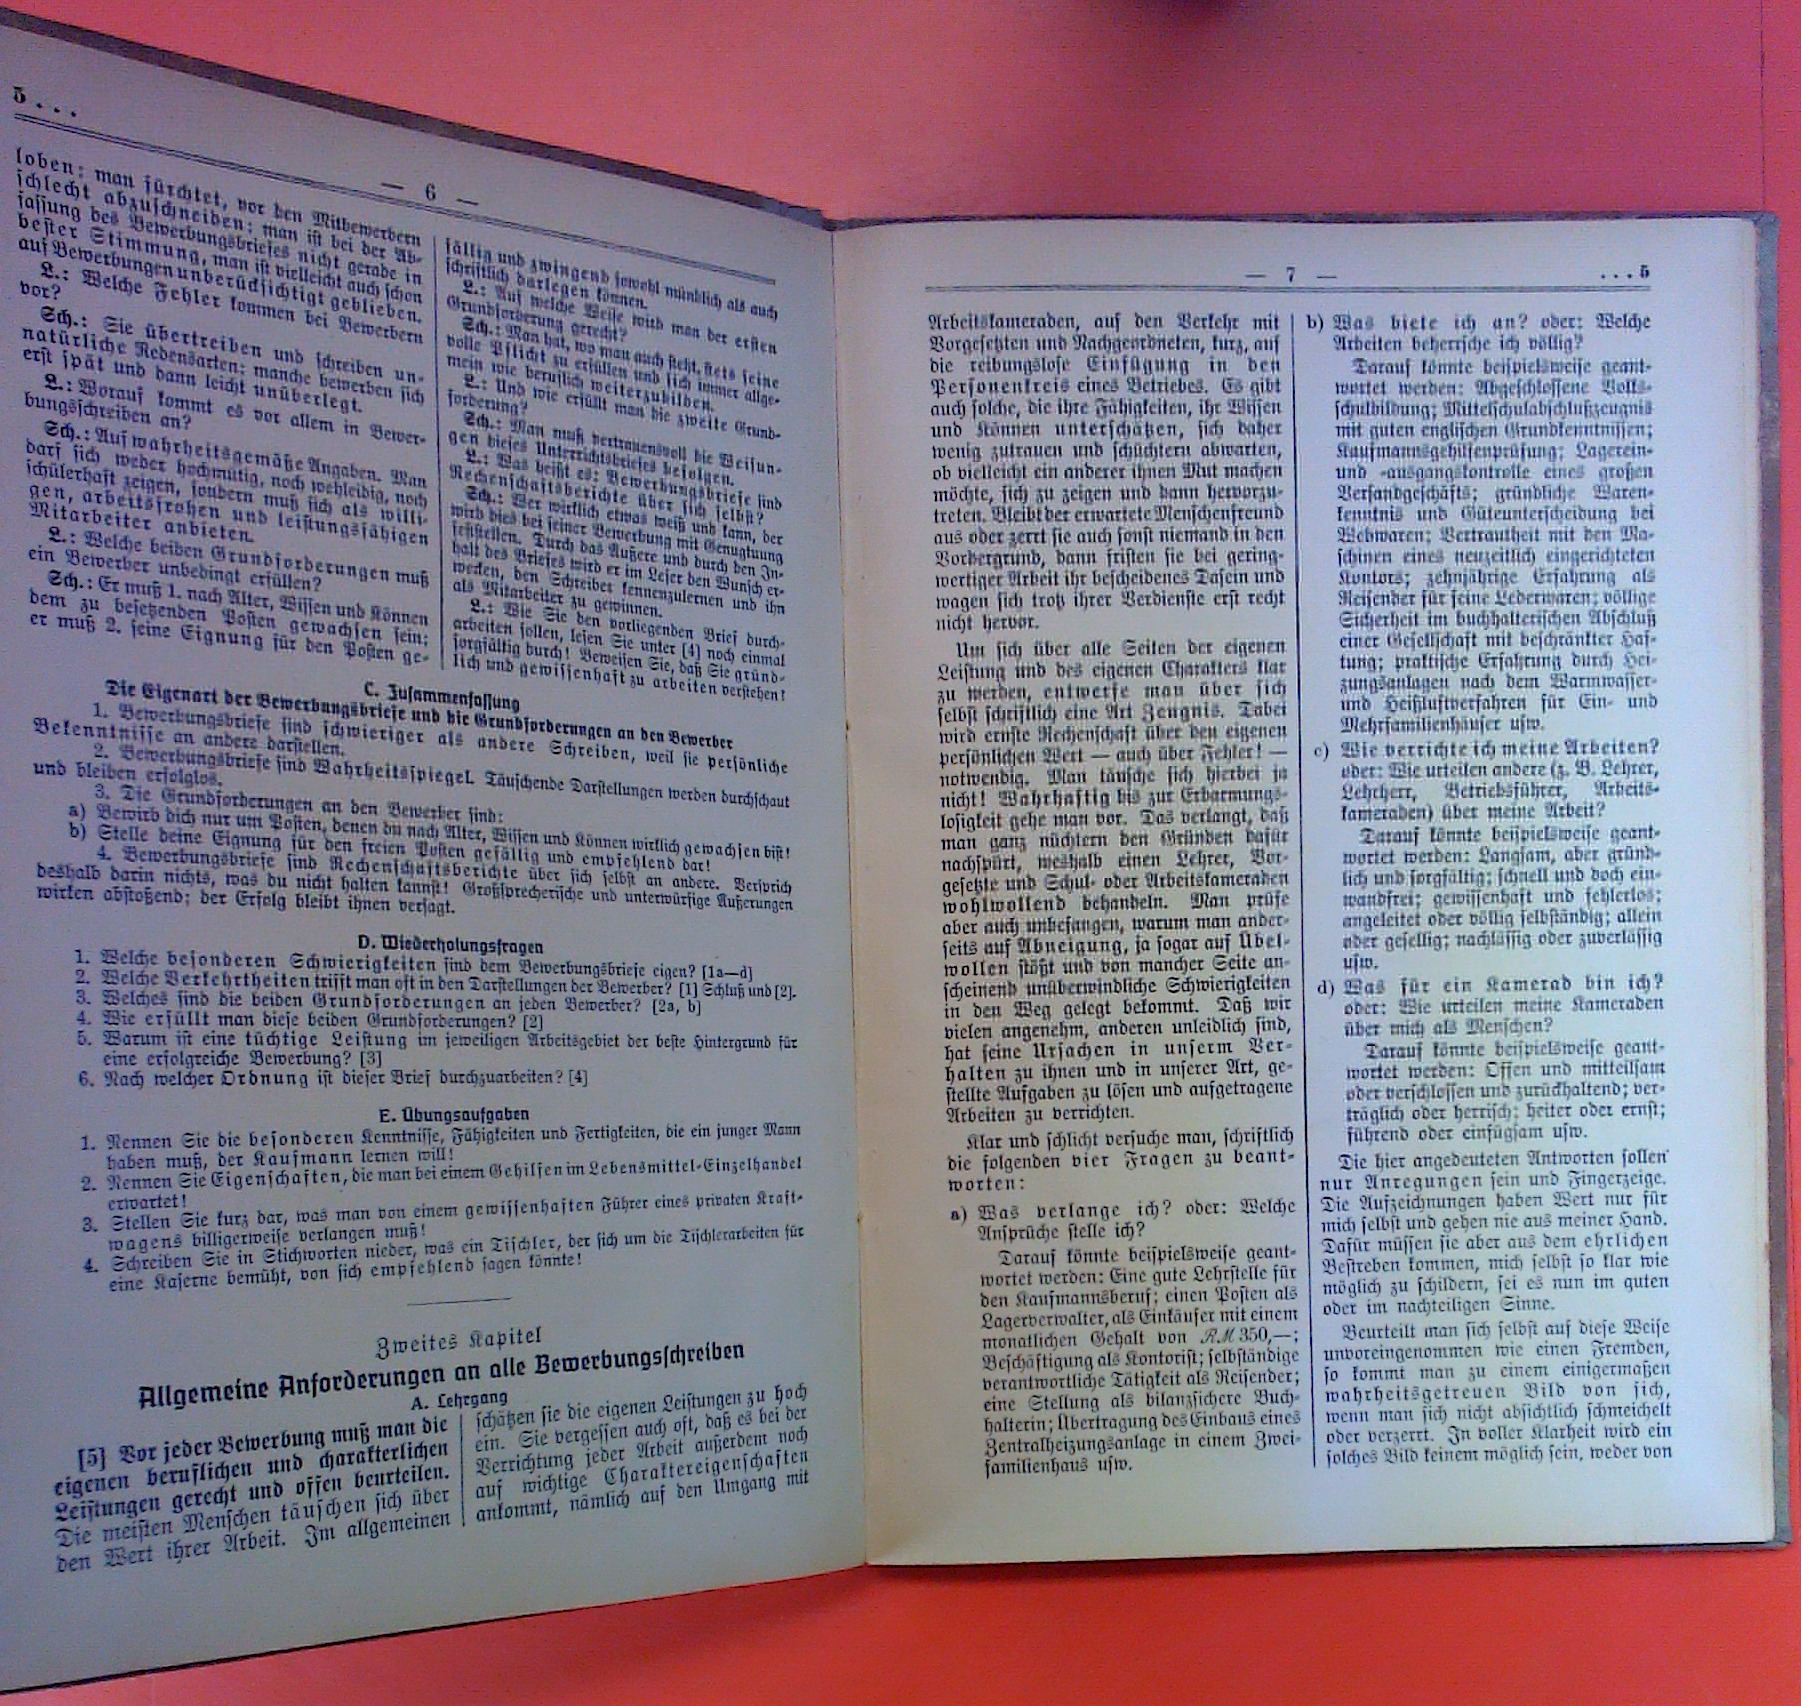 5 . . .
— 6 —
loben; man fürchtet, vor den Mitbewerbern
schlecht abzuschneiden; man ist bei der Ab-
fassung des Bewerbungsbriefes nicht gerade in
bester Stimmung, man ist vielleicht auch schon
auf Bewerbungen unberücksichtigt geblieben.
L.: Welche Fehler kommen bei Bewerbern
vor?
Sch.: Sie übertreiben und schreiben un-
natürliche Redensarten; manche bewerben sich
erst spät und dann leicht unüberlegt.
L.: Worauf kommt es vor allem in Bewer-
bungsschreiben an?
Sch.: Auf wahrheitsgemäße Angaben. Man
darf sich weder hochmütig, noch wehleidig, noch
schülerhaft zeigen, sondern muß sich als willi-
gen, arbeitsfrohen und leistungsfähigen
Mitarbeiter anbieten.
L.: Welche beiden Grundforderungen muß
ein Bewerber unbedingt erfüllen?
Sch.: Er muß 1. nach Alter, Wissen und Können
dem zu besetzenden Posten gewachsen sein;
er muß 2. seine Eignung für den Posten ge-
fällig und zwingend sowohl mündlich als auch
schriftlich darlegen können.
L.: Auf welche Weise wird man der ersten
Grundforderung gerecht?
Sch.: Man hat, wo man auch steht, stets seine
volle Pflicht zu erfüllen und sich immer allge-
mein wie beruflich weiterzubilden.
L.: Und wie erfüllt man die zweite Grund-
forderung?
Sch.: Man muß vertrauensvoll die Weisun-
gen dieses Unterrichtsbriefes befolgen.
L.: Was heißt es: Bewerbungsbriefe sind
Rechenschaftsberichte über sich selbst?
Sch.: Wer wirklich etwas weiß und kann, der
wird dies bei seiner Bewerbung mit Genugtuung
feststellen. Durch das Äußere und durch den In-
halt des Briefes wird er im Leser den Wunsch er-
wecken, den Schreiber kennenzulernen und ihn
als Mitarbeiter zu gewinnen.
L.: Wie Sie den vorliegenden Brief durch-
arbeiten sollen, lesen Sie unter [4] noch einmal
sorgfältig durch! Beweisen Sie, daß Sie gründ-
lich und gewissenhaft zu arbeiten verstehen!
C. Zusammenfassung
Die Eigenart der Bewerbungsbriefe und die Grundforderungen an den Bewerber
1. Bewerbungsbriefe sind schwieriger als andere Schreiben, weil sie persönliche
Bekenntnisse an andere darstellen.
2. Bewerbungsbriefe sind Wahrheitsspiegel. Täuschende Darstellungen werden durchschaut
und bleiben erfolglos.
3. Die Grundforderungen an den Bewerber sind:
a) Bewirb dich nur um Posten, denen du nach Alter, Wissen und Können wirklich gewachsen bist!
b) Stelle deine Eignung für den freien Posten gefällig und empfehlend dar!
4. Bewerbungsbriefe sind Rechenschaftsberichte über sich selbst an andere. Versprich
deshalb darin nichts, was du nicht halten kannst! Großsprecherische und unterwürfige Äußerungen
wirken abstoßend; der Erfolg bleibt ihnen versagt.
D. Wiederholungsfragen
1. Welche besonderen Schwierigkeiten sind dem Bewerbungsbriefe eigen? [1a—d]
2. Welche Verkehrtheiten trifft man oft in den Darstellungen der Bewerber? [1] Schluß und [2].
3. Welches sind die beiden Grundforderungen an jeden Bewerber? [2a, b]
4. Wie erfüllt man diese beiden Grundforderungen? [2]
5. Warum ist eine tüchtige Leistung im jeweiligen Arbeitsgebiet der beste Hintergrund für
eine erfolgreiche Bewerbung? [3]
6. Nach welcher Ordnung ist dieser Brief durchzuarbeiten? [4]
E. Übungsaufgaben
1. Nennen Sie die besonderen Kenntnisse, Fähigkeiten und Fertigkeiten, die ein junger Mann
haben muß, der Kaufmann lernen will!
2. Nennen Sie Eigenschaften, die man bei einem Gehilfen im Lebensmittel-Einzelhandel
erwartet!
3. Stellen Sie kurz dar, was man von einem gewissenhaften Führer eines privaten Kraft-
wagens billigerweise verlangen muß!
4. Schreiben Sie in Stichworten nieder, was ein Tischler, der sich um die Tischlerarbeiten für
eine Kaserne bemüht, von sich empfehlend sagen könnte!
Zweites Kapitel
Allgemeine Anforderungen an alle Bewerbungsschreiben
A. Lehrgang
[5] Vor jeder Bewerbung muß man die
eigenen beruflichen und charakterlichen
Leistungen gerecht und offen beurteilen.
Die meisten Menschen täuschen sich über
den Wert ihrer Arbeit. Im allgemeinen
schätzen sie die eigenen Leistungen zu hoch
ein. Sie vergessen auch oft, daß es bei der
Verrichtung jeder Arbeit außerdem noch
auf wichtige Charaktereigenschaften
ankommt, nämlich auf den Umgang mit
— 7 —
. . . 5
Arbeitskameraden, auf den Verkehr mit
Vorgesetzten und Nachgeordneten, kurz, auf
die reibungslose Einfügung in den
Personenkreis eines Betriebes. Es gibt
auch solche, die ihre Fähigkeiten, ihr Wissen
und Können unterschätzen, sich daher
wenig zutrauen und schüchtern abwarten,
ob vielleicht ein anderer ihnen Mut machen
möchte, sich zu zeigen und dann hervorzu-
treten. Bleibt der erwartete Menschenfreund
aus oder zerrt sie auch sonst niemand in den
Vordergrund, dann fristen sie bei gering-
wertiger Arbeit ihr bescheidenes Dasein und
wagen sich trotz ihrer Verdienste erst recht
nicht hervor.
Um sich über alle Seiten der eigenen
Leistung und des eigenen Charakters klar
zu werden, entwerfe man über sich
selbst schriftlich eine Art Zeugnis. Dabei
wird ernste Rechenschaft über den eigenen
persönlichen Wert — auch über Fehler! —
notwendig. Man täusche sich hierbei ja
nicht! Wahrhaftig bis zur Erbarmungs-
losigkeit gehe man vor. Das verlangt, daß
man ganz nüchtern den Gründen dafür
nachspürt, weshalb einen Lehrer, Vor-
gesetzte und Schul- oder Arbeitskameraden
wohlwollend behandeln. Man prüfe
aber auch unbefangen, warum man ander-
seits auf Abneigung, ja sogar auf Übel-
wollen stößt und von mancher Seite an-
scheinend unüberwindliche Schwierigkeiten
in den Weg gelegt bekommt. Daß wir
vielen angenehm, anderen unleidlich sind,
hat seine Ursachen in unserm Ver-
halten zu ihnen und in unserer Art, ge-
stellte Aufgaben zu lösen und aufgetragene
Arbeiten zu verrichten.
Klar und schlicht versuche man, schriftlich
die folgenden vier Fragen zu beant-
worten:
a) Was verlange ich? oder: Welche
Ansprüche stelle ich?
Darauf könnte beispielsweise geant-
wortet werden: Eine gute Lehrstelle für
den Kaufmannsberuf; einen Posten als
Lagerverwalter, als Einkäufer mit einem
monatlichen Gehalt von RM 350,—;
Beschäftigung als Kontorist; selbständige
verantwortliche Tätigkeit als Reisender;
eine Stellung als bilanzsichere Buch-
halterin; Übertragung des Einbaus eines
Zentralheizungsanlage in einem Zwei-
familienhaus usw.
b) Was biete ich an? oder: Welche
Arbeiten beherrsche ich völlig?
Darauf könnte beispielsweise geant-
wortet werden: Abgeschlossene Volks-
schulbildung; Mittelschulabschlußzeugnis
mit guten englischen Grundkenntnissen;
Kaufmannsgehilfenprüfung; Lagerein-
und -ausgangskontrolle eines großen
Versandgeschäfts; gründliche Waren-
kenntnis und Güteunterscheidung bei
Webwaren; Vertrautheit mit den Ma-
schinen eines neuzeitlich eingerichteten
Kontors; zehnjährige Erfahrung als
Reisender für feine Lederwaren; völlige
Sicherheit im buchhalterischen Abschluß
einer Gesellschaft mit beschränkter Haf-
tung; praktische Erfahrung durch Hei-
zungsanlagen nach dem Warmwasser-
und Heißluftverfahren für Ein- und
Mehrfamilienhäuser usw.
c) Wie verrichte ich meine Arbeiten?
oder: Wie urteilen andere (z. B. Lehrer,
Lehrherr, Betriebsführer, Arbeits-
kameraden) über meine Arbeit?
Darauf könnte beispielsweise geant-
wortet werden: Langsam, aber gründ-
lich und sorgfältig; schnell und doch ein-
wandfrei; gewissenhaft und fehlerlos;
angeleitet oder völlig selbständig; allein
oder gesellig; nachlässig oder zuverlässig
usw.
d) Was für ein Kamerad bin ich?
oder: Wie urteilen meine Kameraden
über mich als Menschen?
Darauf könnte beispielsweise geant-
wortet werden: Offen und mitteilsam
oder verschlossen und zurückhaltend; ver-
träglich oder herrisch; heiter oder ernst;
führend oder einfügsam usw.
Die hier angedeuteten Antworten sollen
nur Anregungen sein und Fingerzeige.
Die Aufzeichnungen haben Wert nur für
mich selbst und gehen nie aus meiner Hand.
Dafür müssen sie aber aus dem ehrlichen
Bestreben kommen, mich selbst so klar wie
möglich zu schildern, sei es nun im guten
oder im nachteiligen Sinne.
Beurteilt man sich selbst auf diese Weise
unvoreingenommen wie einen Fremden,
so kommt man zu einem einigermaßen
wahrheitsgetreuen Bild von sich,
wenn man sich nicht absichtlich schmeichelt
oder verzerrt. In voller Klarheit wird ein
solches Bild keinem möglich sein, weder von